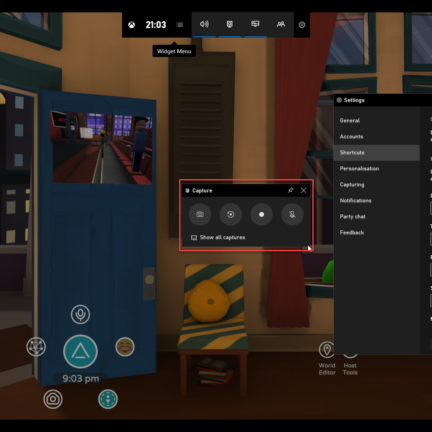 21:03
Widget Menu
Settings
General
Accounts
Shortcuts
Personalisation
Capturing
Notifications
Party chat
Feedback
Capture
Show all captures
9:03 pm
World
Editor
Host
Tools